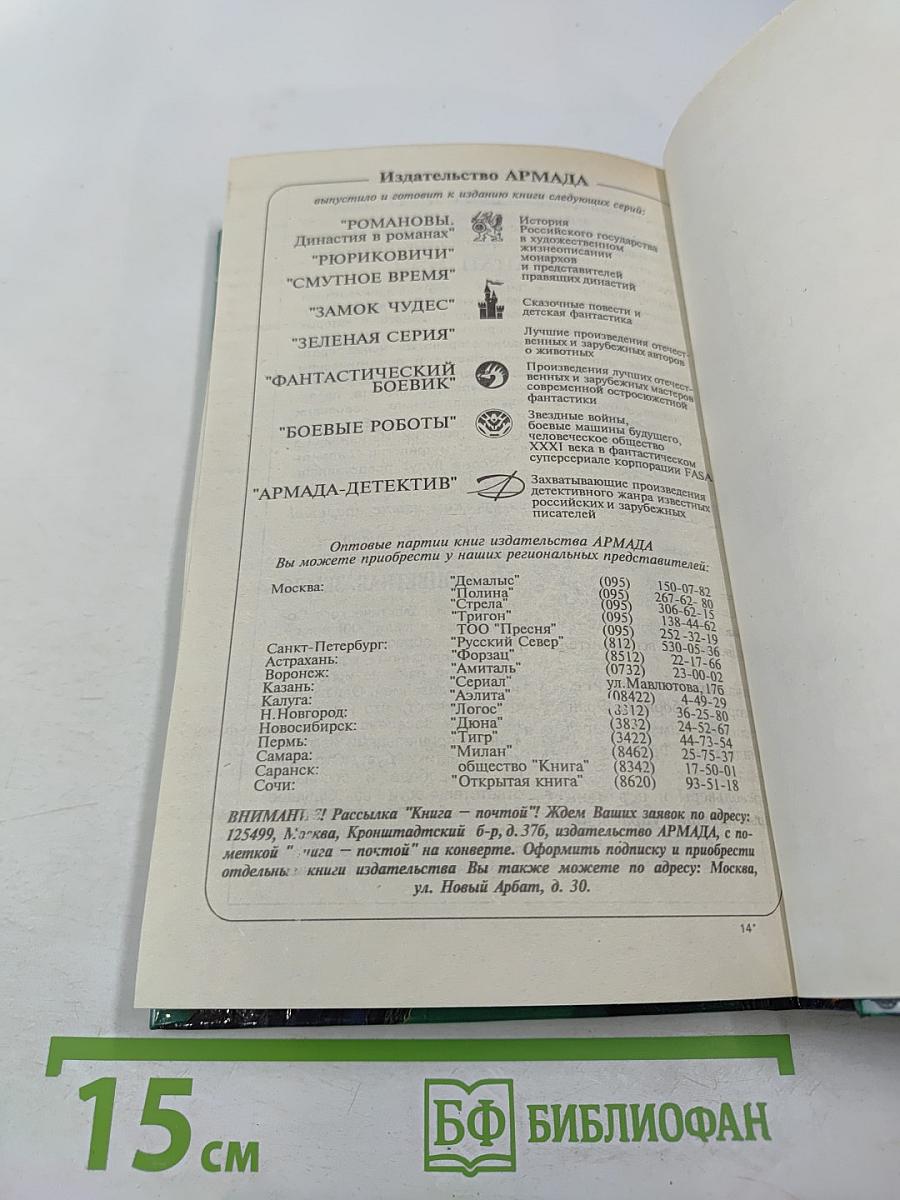 Издательство АРМАДА
выпустило и готовит к изданию книги следующих серий:
"РОМАНОВЫ.
Династия в романах"
"РЮРИКОВИЧИ"
"СМУТНОЕ ВРЕМЯ"
История
Российского государства
в художественном
жизнеописании
монархов
и представителей
правящих династий
"ЗАМОК ЧУДЕС"
Сказочные повести и
детская фантастика
"ЗЕЛЕНАЯ СЕРИЯ"
Лучшие произведения отечест-
венных и зарубежных авторов
о животных
"ФАНТАСТИЧЕСКИЙ
БОЕВИК"
Произведения лучших отечест-
венных и зарубежных мастеров
современной остросюжетной
фантастики
"БОЕВЫЕ РОБОТЫ"
Звездные войны,
боевые машины будущего,
человеческое общество
XXXI века в фантастическом
суперсериале корпорации FASA
"АРМАДА-ДЕТЕКТИВ"
Захватывающие произведения
детективного жанра известных
российских и зарубежных
писателей
Оптовые партии книг издательства АРМАДА
Вы можете приобрести у наших региональных представителей:
Москва: "Демалыс" (095) 150-07-82
"Полина" (095) 267-62-80
"Стрела" (095) 306-62-15
"Тригон" (095) 138-44-62
ТОО "Пресня" (095) 252-32-19
Санкт-Петербург: "Русский Север" (812) 530-05-36
Астрахань: "Форзац" (8512) 22-17-66
Воронеж: "Амиталь" (0732) 23-00-02
Казань: "Сериал" ул.Мавлютова, 176
Калуга: "Аэлита" (08422) 4-49-29
Н.Новгород: "Логос" (8312) 36-25-80
Новосибирск: "Дюна" (3832) 24-52-67
Пермь: "Тигр" (3422) 44-73-54
Самара: "Милан" (8462) 25-75-37
Саранск: общество "Книга" (8342) 17-50-01
Сочи: "Открытая книга" (8620) 93-51-18
ВНИМАНИЕ! Рассылка "Книга — почтой"! Ждем Ваших заявок по адресу:
125499, Москва, Кронштадтский б-р, д. 37б, издательство АРМАДА, с по-
меткой "Книга — почтой" на конверте. Оформить подписку и приобрести
отдельные книги издательства Вы также можете по адресу: Москва,
ул. Новый Арбат, д. 30.
14*
15 см
БФ БИБЛИОФАН